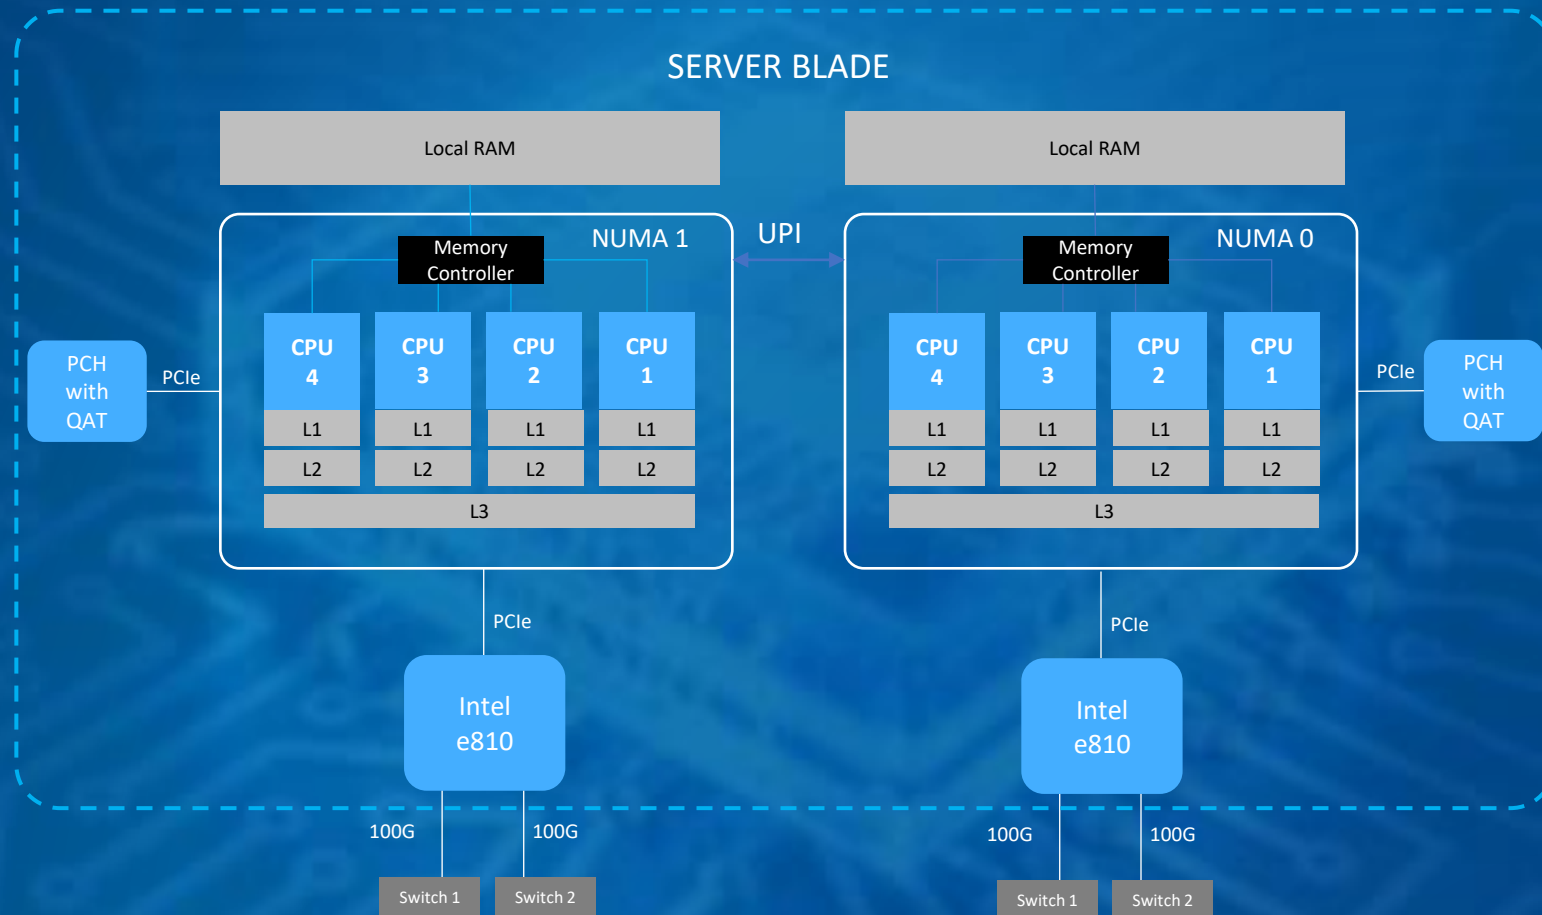 SERVER BLADE
Local RAM
Local RAM
NUMA 1
UPI
NUMA 0
Memory
Controller
Memory
Controller
CPU
4
CPU
3
CPU
2
CPU
1
CPU
4
CPU
3
CPU
2
CPU
1
PCH
with
QAT
PCIe
PCIe
PCH
with
QAT
L1
L1
L1
L1
L1
L1
L1
L1
L2
L2
L2
L2
L2
L2
L2
L2
L3
L3
PCIe
PCIe
Intel
e810
Intel
e810
100G
100G
100G
100G
Switch 1
Switch 2
Switch 1
Switch 2